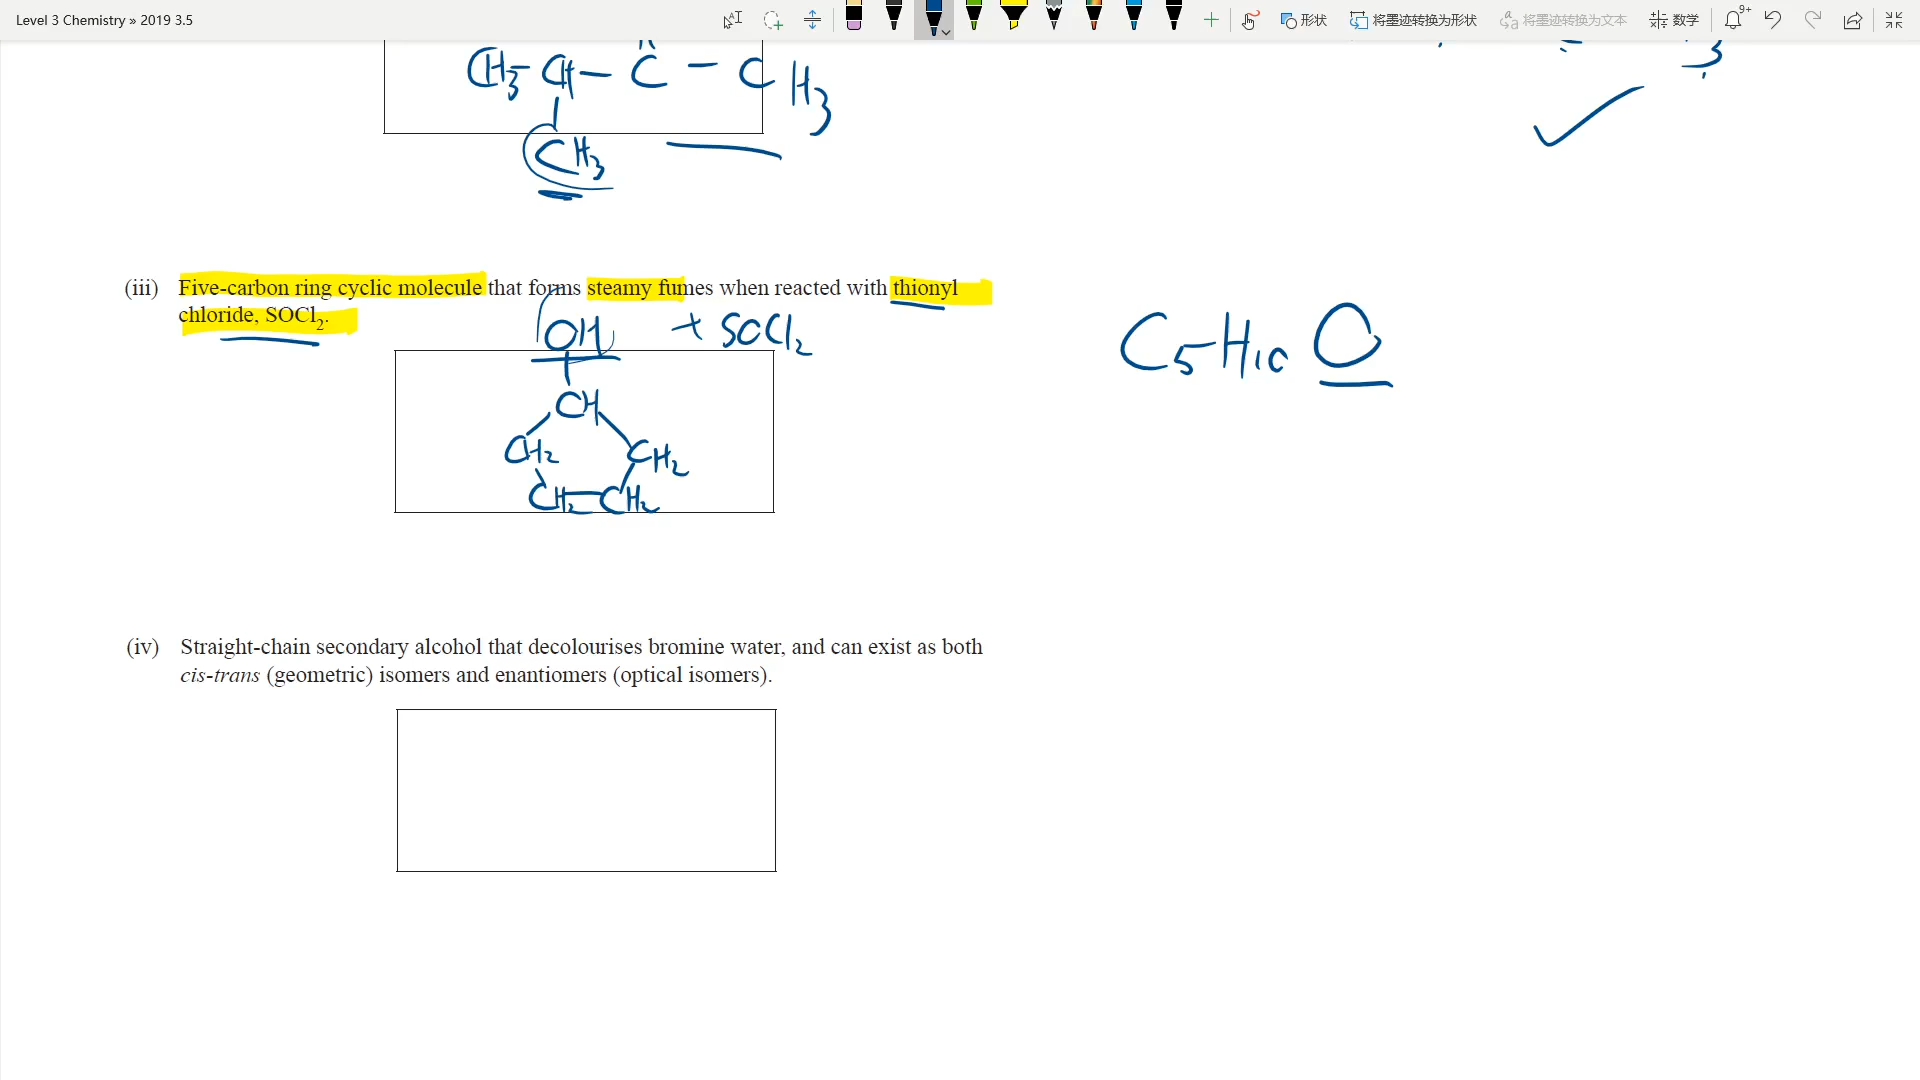 Level 3 Chemistry » 2019 3.5
形状 将墨迹转换为形状 将墨迹转换为文本 数学 9+
CH3 - CH - C - CH3
3
CH3
(iii) Five-carbon ring cyclic molecule that forms steamy fumes when reacted with thionyl
chloride, SOCl2.
OH + SOCl2
C5H10O
CH
CH2 CH2
CH2 CH2
(iv) Straight-chain secondary alcohol that decolourises bromine water, and can exist as both
cis-trans (geometric) isomers and enantiomers (optical isomers).